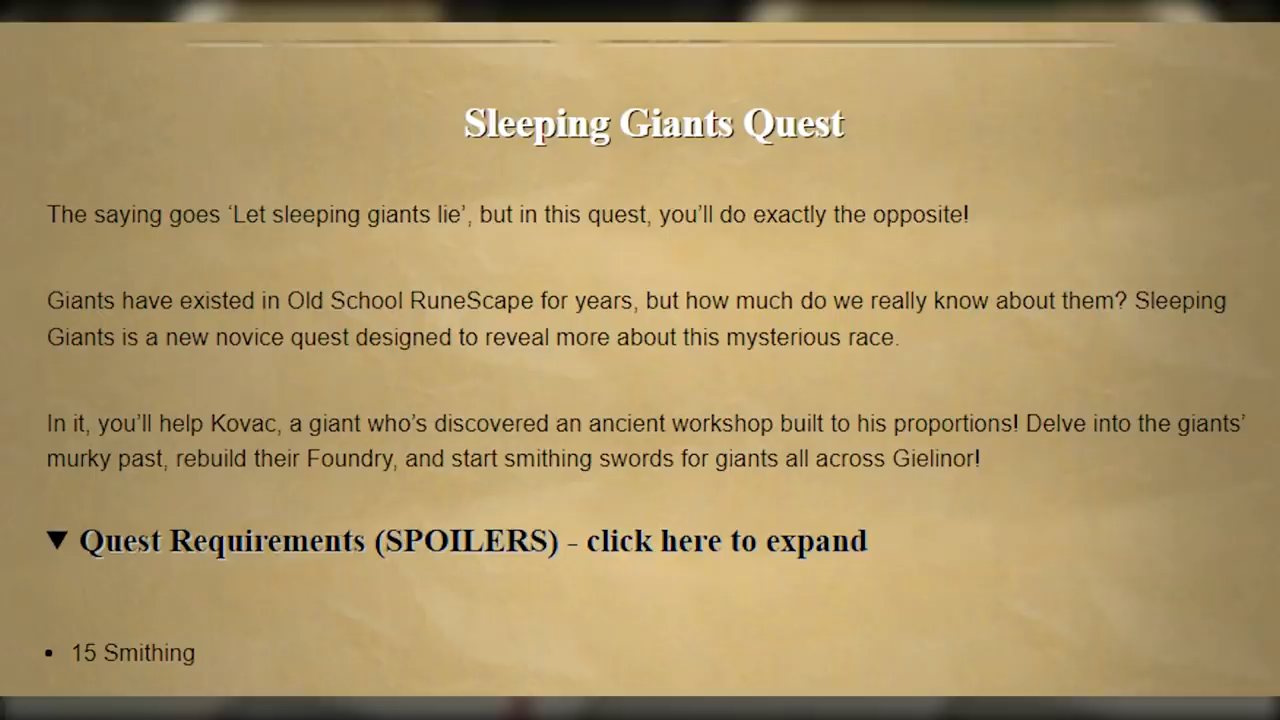 Sleeping Giants Quest
The saying goes ‘Let sleeping giants lie’, but in this quest, you’ll do exactly the opposite!
Giants have existed in Old School RuneScape for years, but how much do we really know about them? Sleeping
Giants is a new novice quest designed to reveal more about this mysterious race.
In it, you’ll help Kovac, a giant who’s discovered an ancient workshop built to his proportions! Delve into the giants’
murky past, rebuild their Foundry, and start smithing swords for giants all across Gielinor!
▼ Quest Requirements (SPOILERS) - click here to expand
• 15 Smithing